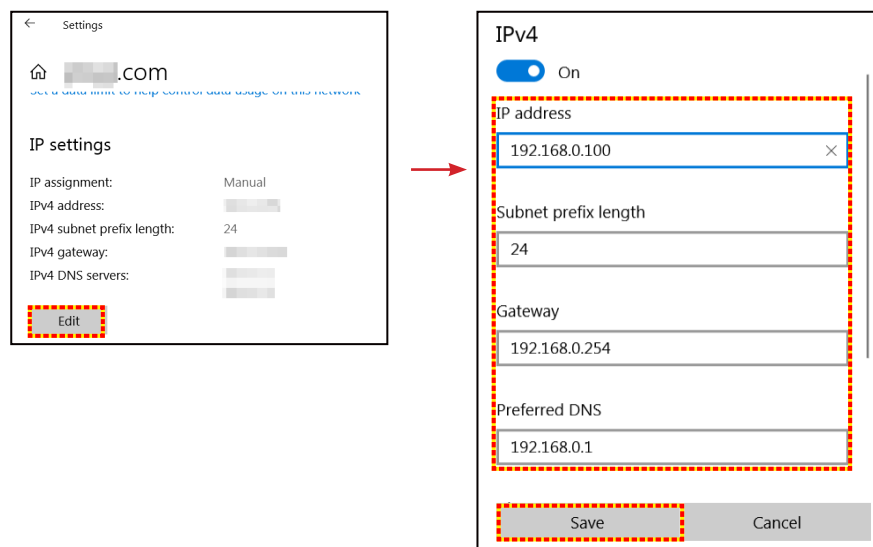 Settings
.com
Set a data limit to help control data usage on this network
IP settings
IP assignment: Manual
IPv4 address:
IPv4 subnet prefix length: 24
IPv4 gateway:
IPv4 DNS servers:
Edit
IPv4
On
IP address
192.168.0.100
Subnet prefix length
24
Gateway
192.168.0.254
Preferred DNS
192.168.0.1
Save Cancel